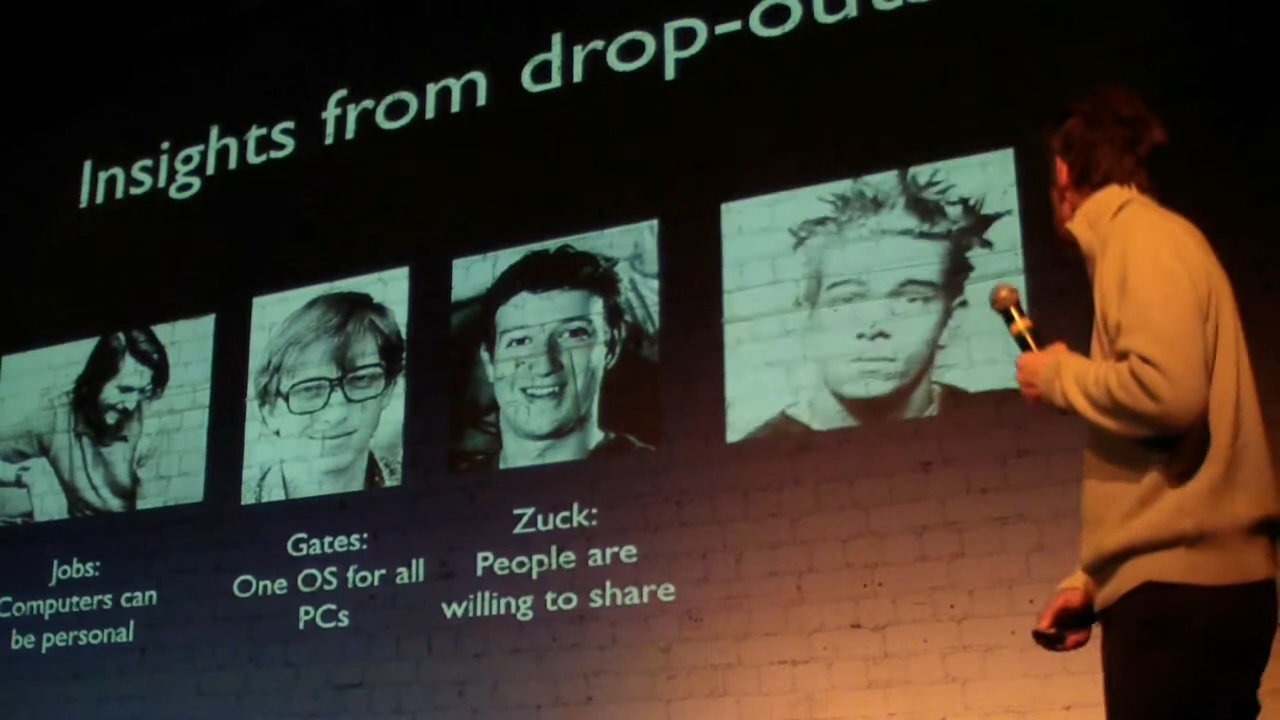 Insights from drop-outs
Jobs:
Computers can
be personal
Gates:
One OS for all
PCs
Zuck:
People are
willing to share